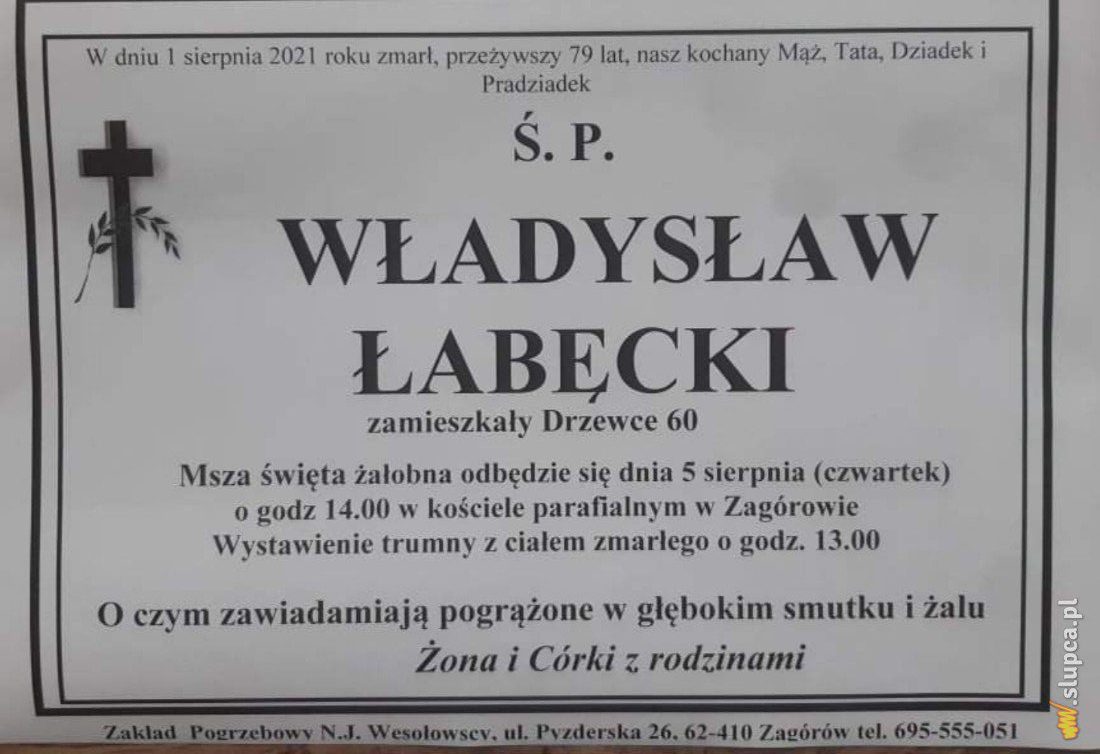 W dniu 1 sierpnia 2021 roku zmarł, przeżywszy 79 lat, nasz kochany Mąż, Tata, Dziadek i
Pradziadek
Ś. P.
WŁADYSŁAW
ŁABĘCKI
zamieszkały Drzewce 60
Msza święta żałobna odbędzie się dnia 5 sierpnia (czwartek)
o godz 14.00 w kościele parafialnym w Zagórowie
Wystawienie trumny z ciałem zmarłego o godz. 13.00
O czym zawiadamiają pogrążone w głębokim smutku i żalu
Żona i Córki z rodzinami
Zakład Pogrzebowy N.J. Wesołowscy, ul. Pyzderska 26, 62-410 Zagórów tel. 695-555-051
.slupca.pl